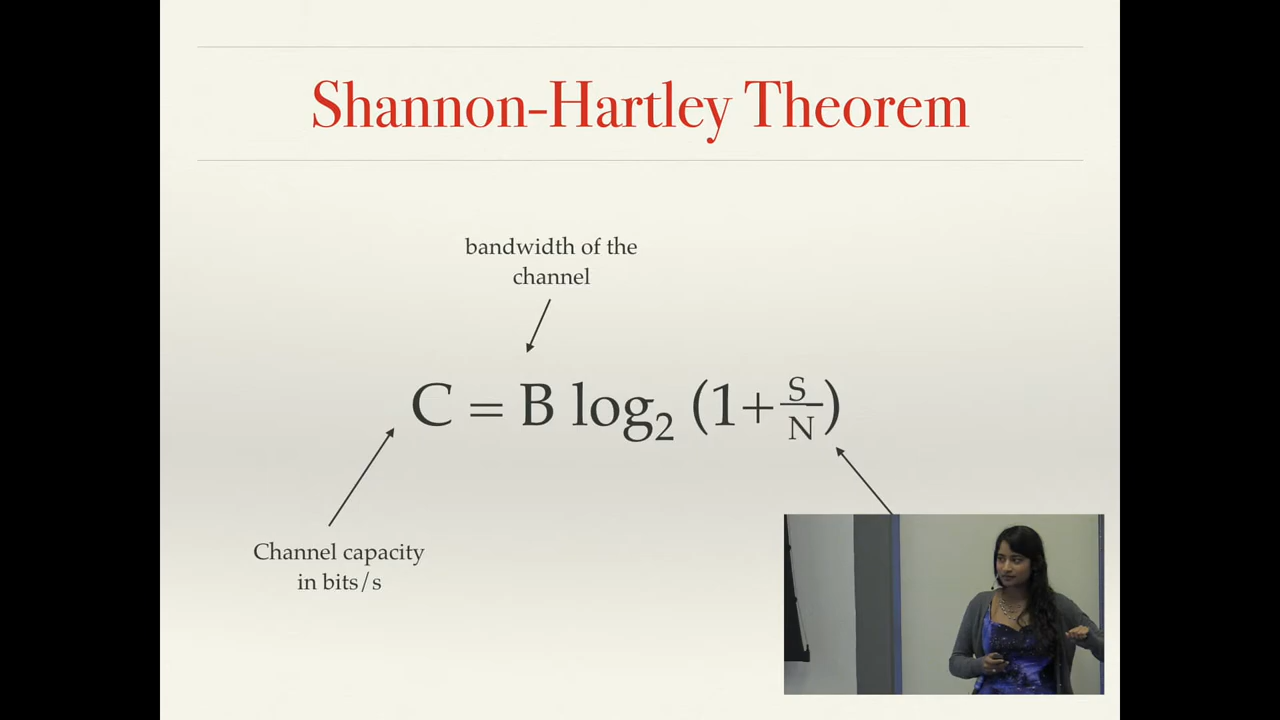 Shannon-Hartley Theorem
bandwidth of the
channel
C = B log₂ (1+ S/N)
Channel capacity
in bits/s